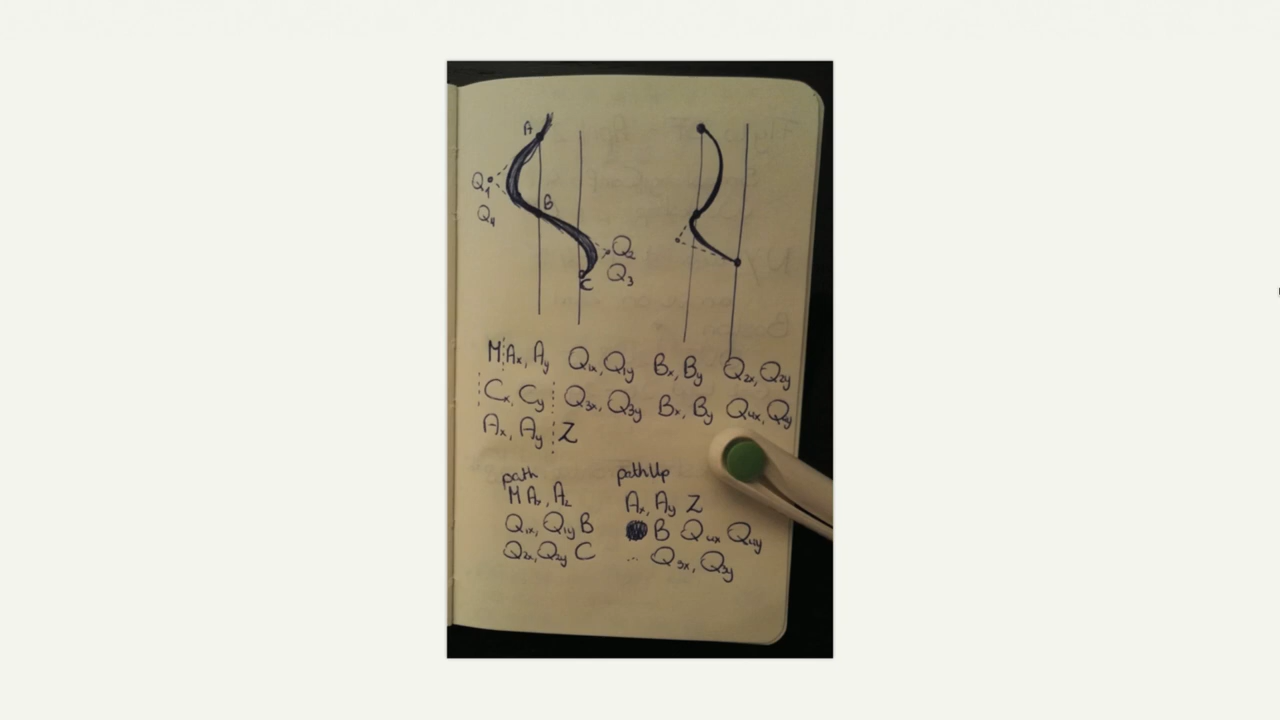 A
Q1
Q4
B
Q2
Q3
C
M Ax, Ay Q1x, Q1y Bx, By Q2x, Q2y
Cx, Cy Q3x, Q3y Bx, By Q4x, Q4y
Ax, Ay Z
path
M Ax, A2
Q1x, Q1y B
Q2x, Q2y C
pathUp
Ax, Ay Z
B Q4x Q4y
... Q3x, Q3y